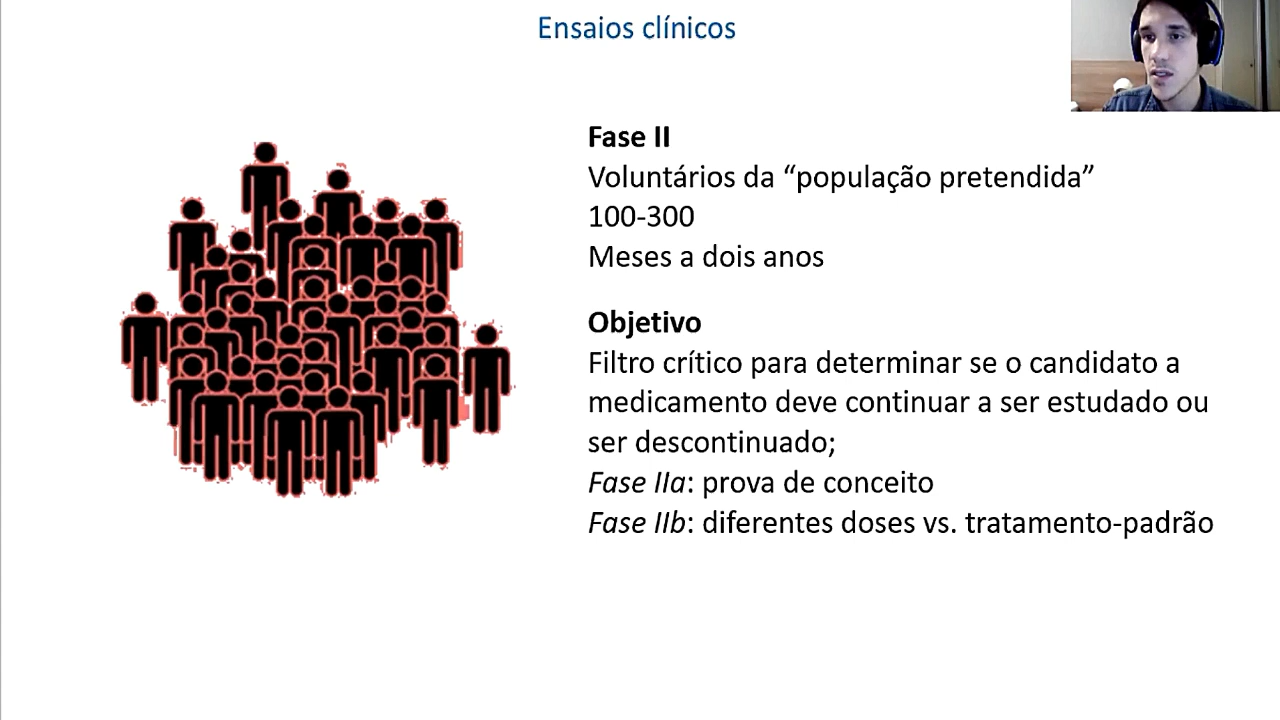 Ensaios clínicos
Fase II
Voluntários da “população pretendida”
100-300
Meses a dois anos
Objetivo
Filtro crítico para determinar se o candidato a
medicamento deve continuar a ser estudado ou
ser descontinuado;
Fase IIa: prova de conceito
Fase IIb: diferentes doses vs. tratamento-padrão